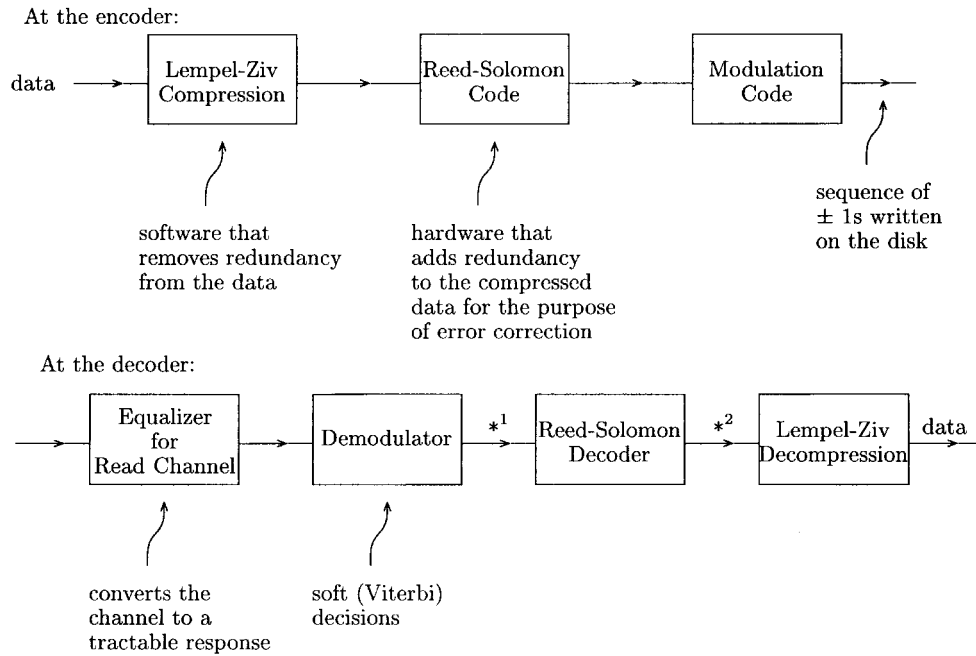 At the encoder:
data
Lempel-Ziv
Compression
Reed-Solomon
Code
Modulation
Code
software that
removes redundancy
from the data
hardware that
adds redundancy
to the compressed
data for the purpose
of error correction
sequence of
± 1s written
on the disk
At the decoder:
Equalizer
for
Read Channel
Demodulator
*1
Reed-Solomon
Decoder
*2
Lempel-Ziv
Decompression
data
converts the
channel to a
tractable response
soft (Viterbi)
decisions